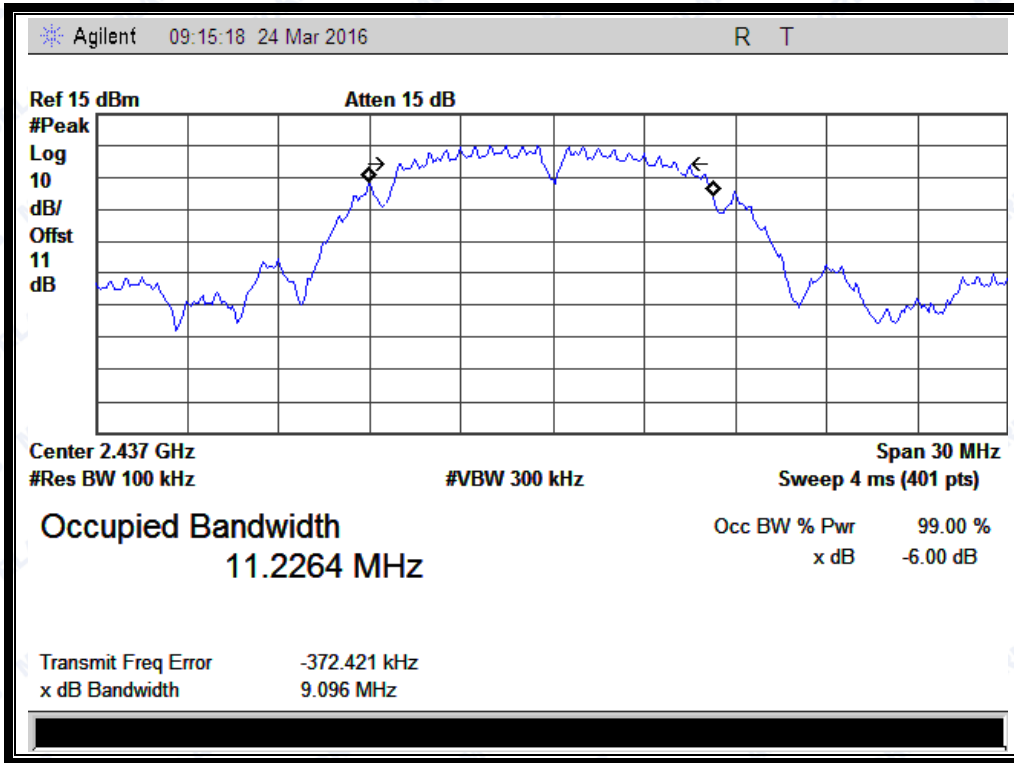 Agilent 09:15:18 24 Mar 2016 R T
Ref 15 dBm Atten 15 dB
#Peak
Log
10
dB/
Offst
11
dB
Center 2.437 GHz Span 30 MHz
#Res BW 100 kHz #VBW 300 kHz Sweep 4 ms (401 pts)
Occupied Bandwidth Occ BW % Pwr 99.00 %
11.2264 MHz x dB -6.00 dB
Transmit Freq Error -372.421 kHz
x dB Bandwidth 9.096 MHz